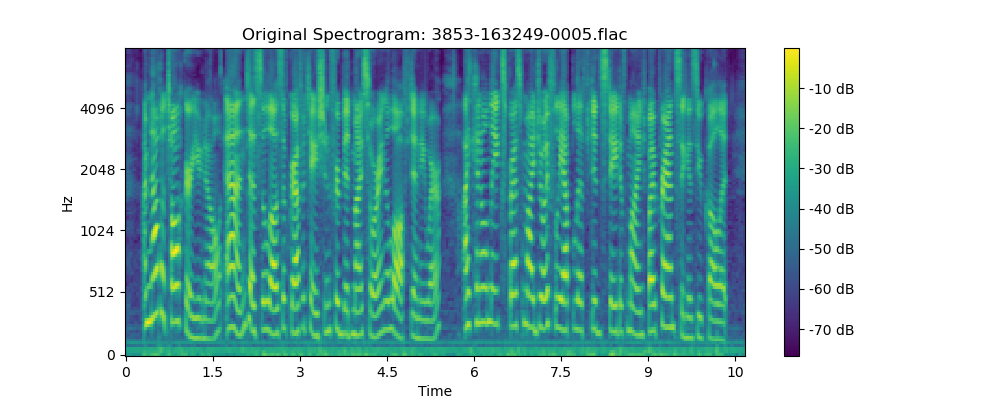 Original Spectrogram: 3853-163249-0005.flac
Hz
4096
2048
1024
512
0
0 1.5 3 4.5 6 7.5 9 10
Time
-10 dB
-20 dB
-30 dB
-40 dB
-50 dB
-60 dB
-70 dB